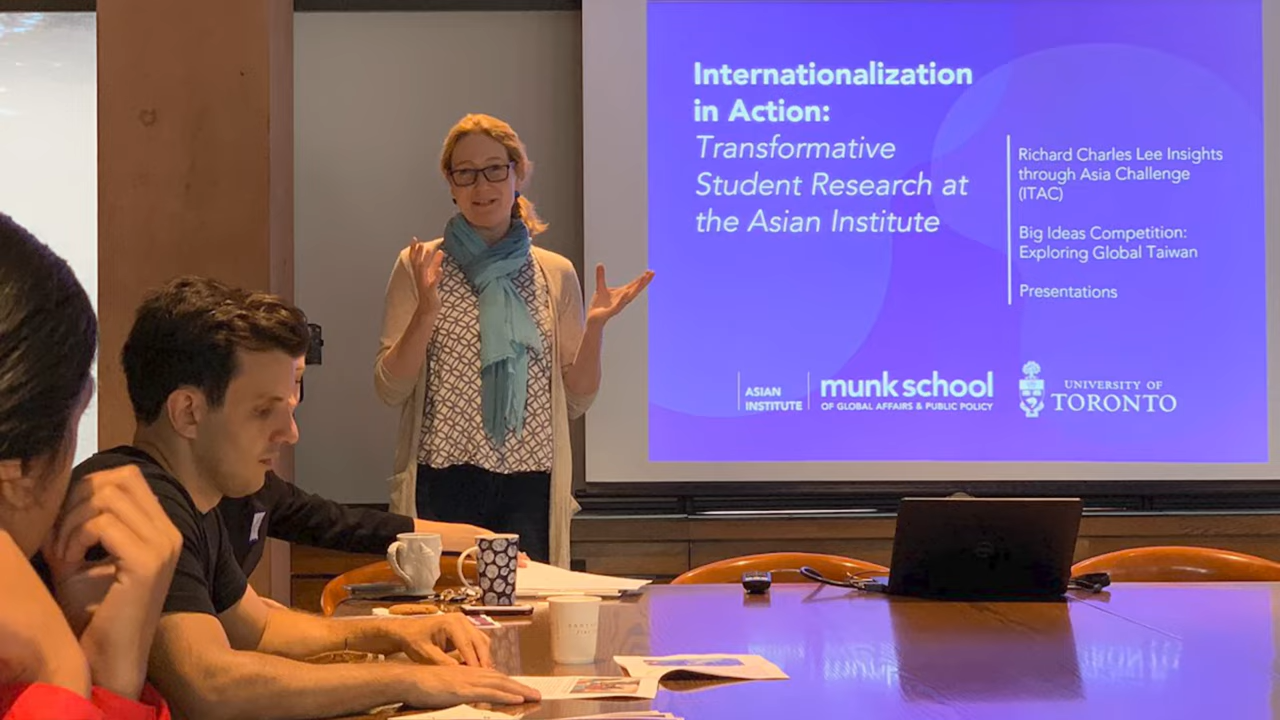 Internationalization
in Action:
Transformative
Student Research at
the Asian Institute
Richard Charles Lee Insights
through Asia Challenge
(ITAC)
Big Ideas Competition:
Exploring Global Taiwan
Presentations
ASIAN
INSTITUTE
munk school
OF GLOBAL AFFAIRS & PUBLIC POLICY
UNIVERSITY OF
TORONTO